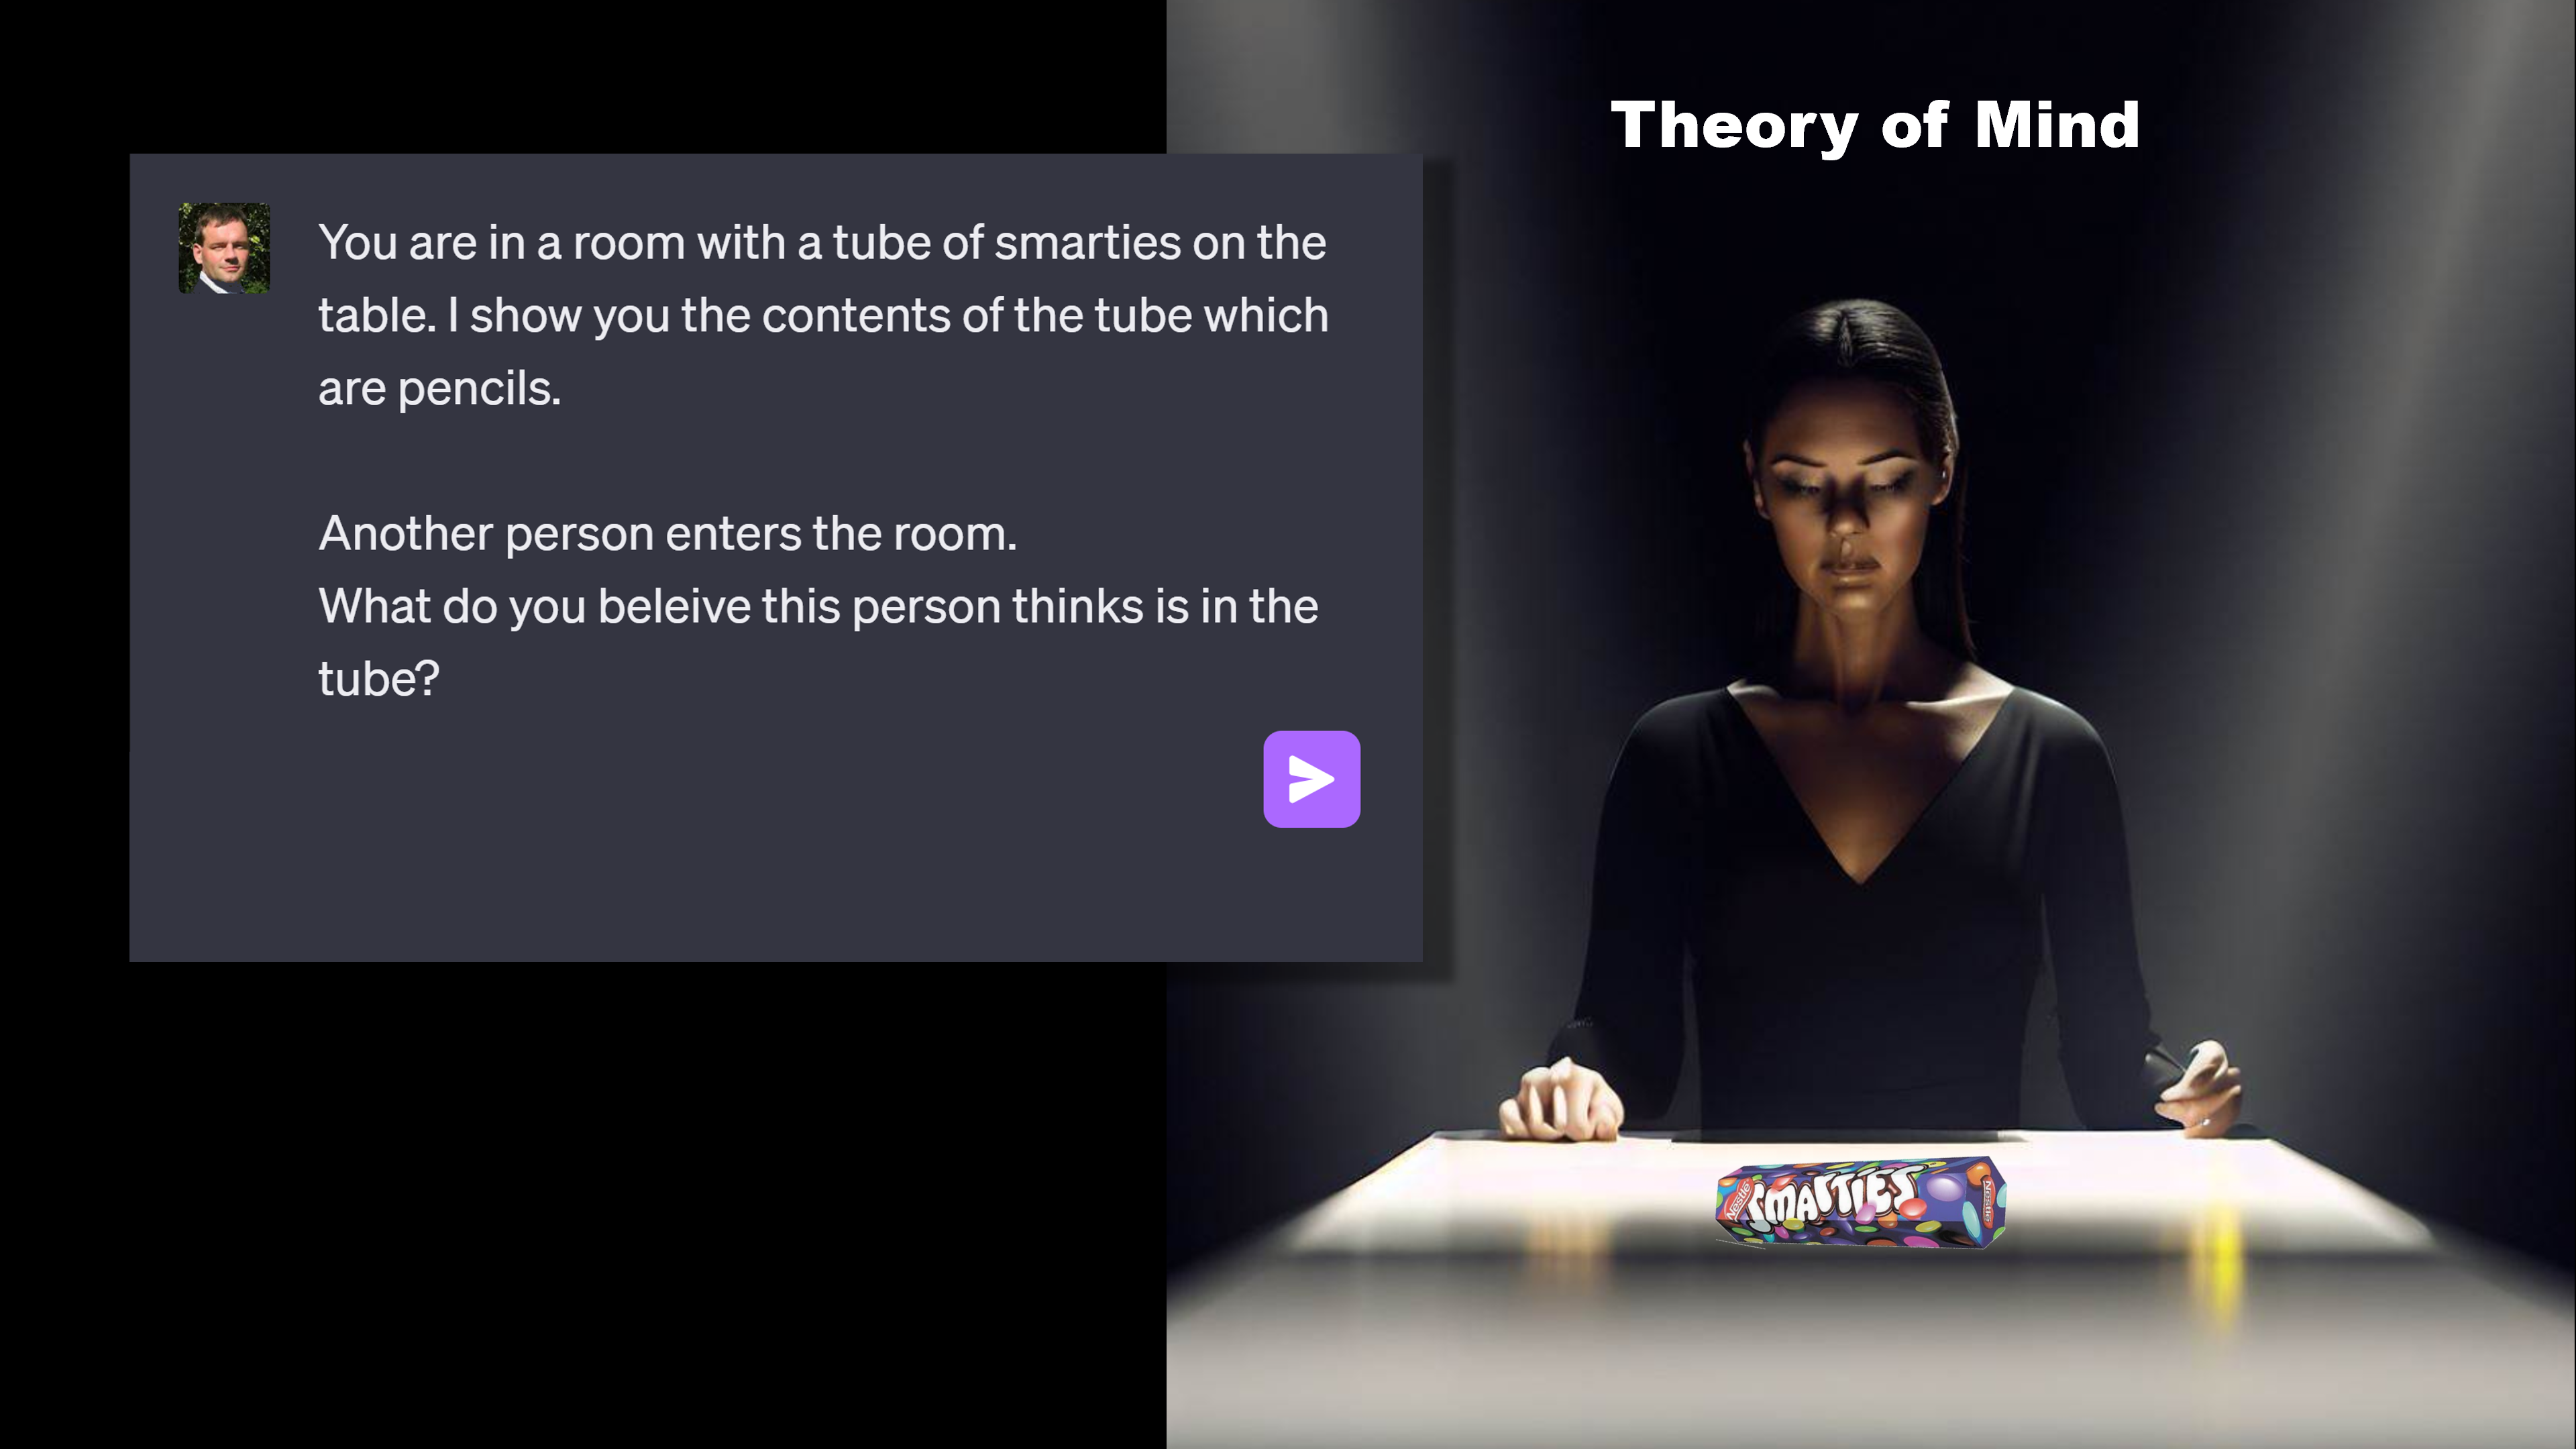 Theory of Mind
You are in a room with a tube of smarties on the
table. I show you the contents of the tube which
are pencils.
Another person enters the room.
What do you beleive this person thinks is in the
tube?
Nestlé SMARTIES Nestlé